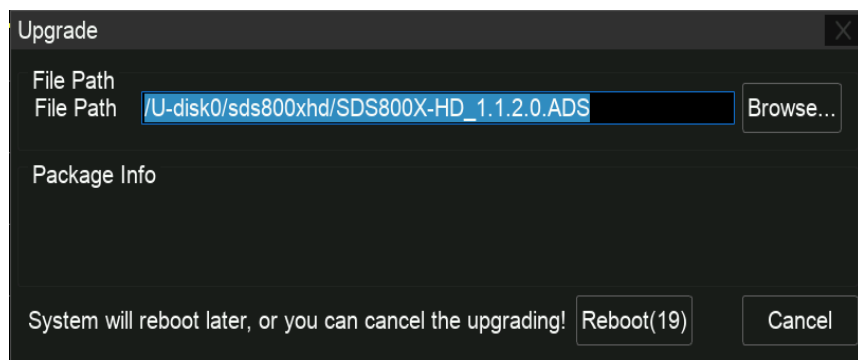 Upgrade X
File Path
File Path /U-disk0/sds800xhd/SDS800X-HD_1.1.2.0.ADS Browse...
Package Info
System will reboot later, or you can cancel the upgrading! Reboot(19) Cancel